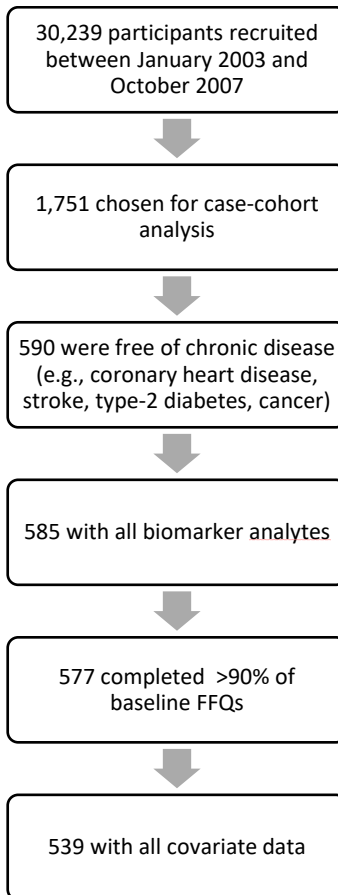 30,239 participants recruited
between January 2003 and
October 2007
1,751 chosen for case-cohort
analysis
590 were free of chronic disease
(e.g., coronary heart disease,
stroke, type-2 diabetes, cancer)
585 with all biomarker analytes
577 completed  >90% of
baseline FFQs
539 with all covariate data